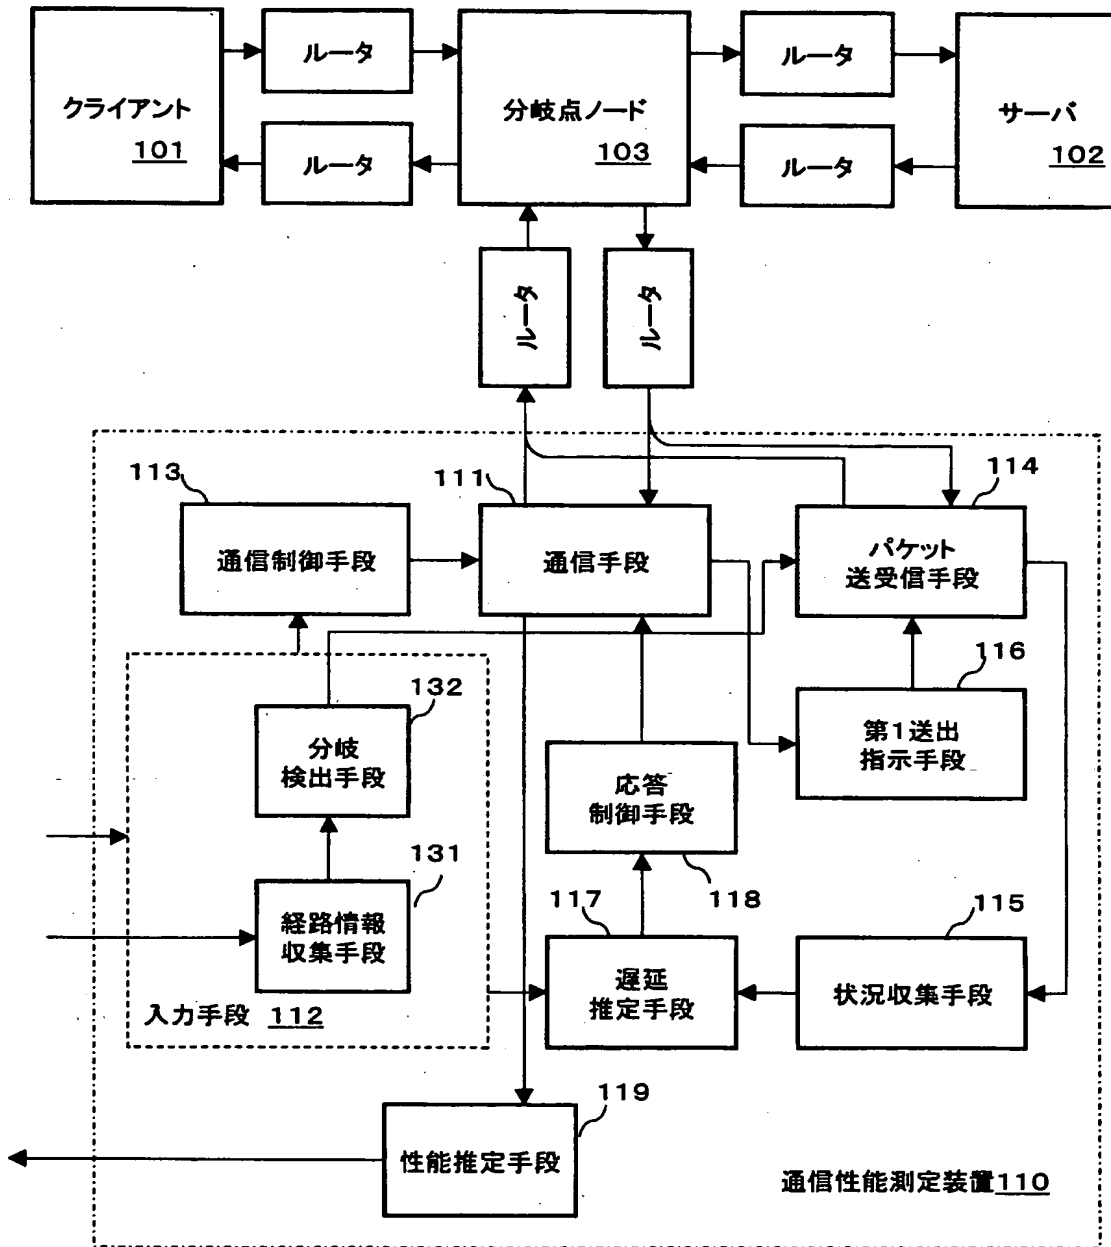 ルータ
ルータ
クライアント
101
分岐点ノード
103
サーバ
102
ルータ
ルータ
ルータ
ルータ
113
111
114
通信制御手段
通信手段
パケット
送受信手段
116
132
分岐
検出手段
第1送出
指示手段
応答
制御手段
131
118
117
115
経路情報
収集手段
遅延
推定手段
状況収集手段
入力手段 112
119
性能推定手段
通信性能測定装置110